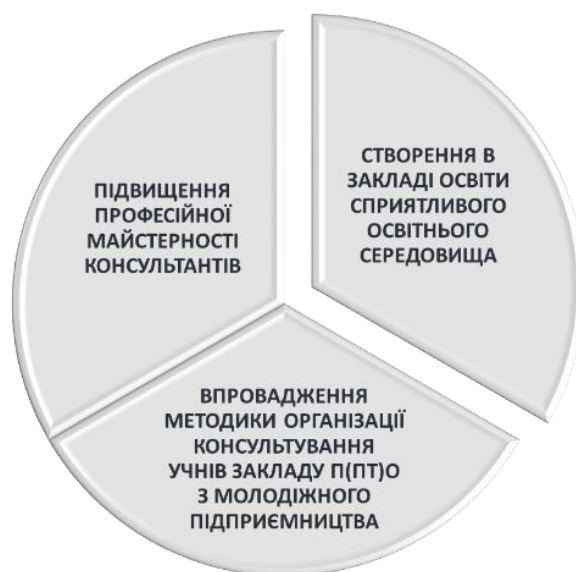 ПІДВИЩЕННЯ
ПРОФЕСІЙНОЇ
МАЙСТЕРНОСТІ
КОНСУЛЬТАНТІВ
СТВОРЕННЯ В
ЗАКЛАДІ ОСВІТИ
СПРИЯТЛИВОГО
ОСВІТНЬОГО
СЕРЕДОВИЩА
ВПРОВАДЖЕННЯ
МЕТОДИКИ ОРГАНІЗАЦІЇ
КОНСУЛЬТУВАННЯ
УЧНІВ ЗАКЛАДУ П(ПТ)О
З МОЛОДІЖНОГО
ПІДПРИЄМНИЦТВА